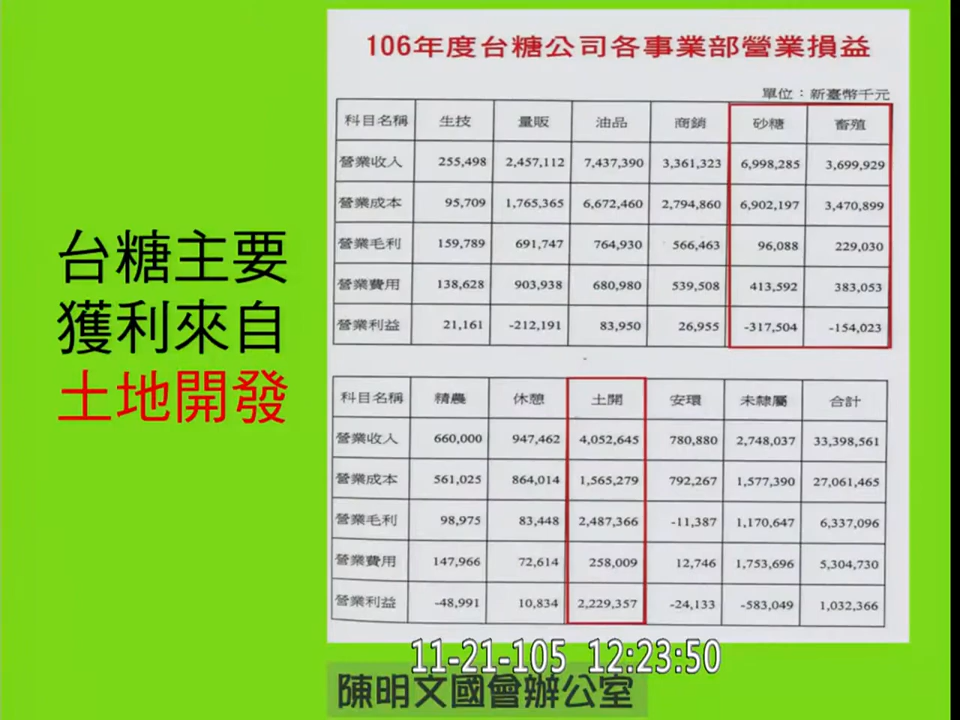 106年度台糖公司各事業部營業損益
單位：新臺幣千元
科目名稱 生技 量販 油品 商銷 砂糖 畜殖
營業收入 255,498 2,457,112 7,437,390 3,361,323 6,998,285 3,699,929
營業成本 95,709 1,765,365 6,672,460 2,794,860 6,902,197 3,470,899
營業毛利 159,789 691,747 764,930 566,463 96,088 229,030
營業費用 138,628 903,938 680,980 539,508 413,592 383,053
營業利益 21,161 -212,191 83,950 26,955 -317,504 -154,023
科目名稱 精農 休憩 土開 安環 未隸屬 合計
營業收入 660,000 947,462 4,052,645 780,880 2,748,037 33,398,561
營業成本 561,025 864,014 1,565,279 792,267 1,577,390 27,061,465
營業毛利 98,975 83,448 2,487,366 -11,387 1,170,647 6,337,096
營業費用 147,966 72,614 258,009 12,746 1,753,696 5,304,730
營業利益 -48,991 10,834 2,229,357 -24,133 -583,049 1,032,366
台糖主要
獲利來自
土地開發
11-21-105 12:23:50
陳明文國會辦公室